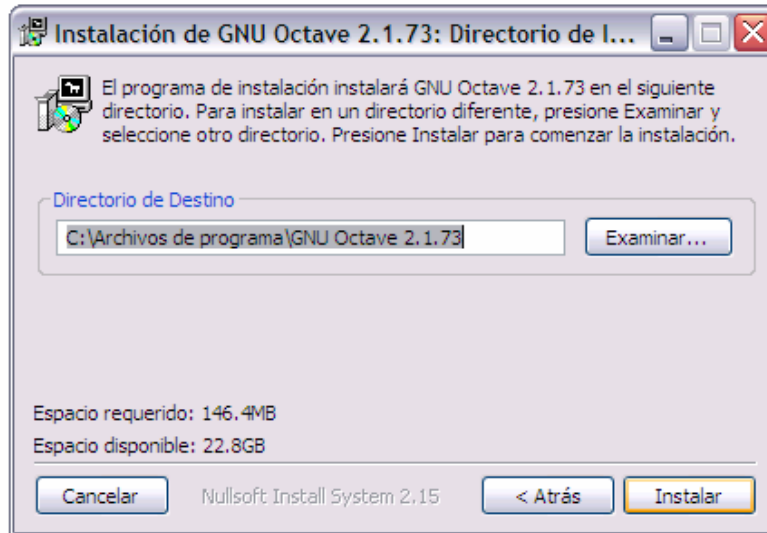 Instalación de GNU Octave 2.1.73: Directorio de I...
El programa de instalación instalará GNU Octave 2.1.73 en el siguiente
directorio. Para instalar en un directorio diferente, presione Examinar y
seleccione otro directorio. Presione Instalar para comenzar la instalación.
Directorio de Destino
C:\Archivos de programa\GNU Octave 2.1.73
Examinar...
Espacio requerido: 146.4MB
Espacio disponible: 22.8GB
Cancelar
Nullsoft Install System 2.15
< Atrás
Instalar